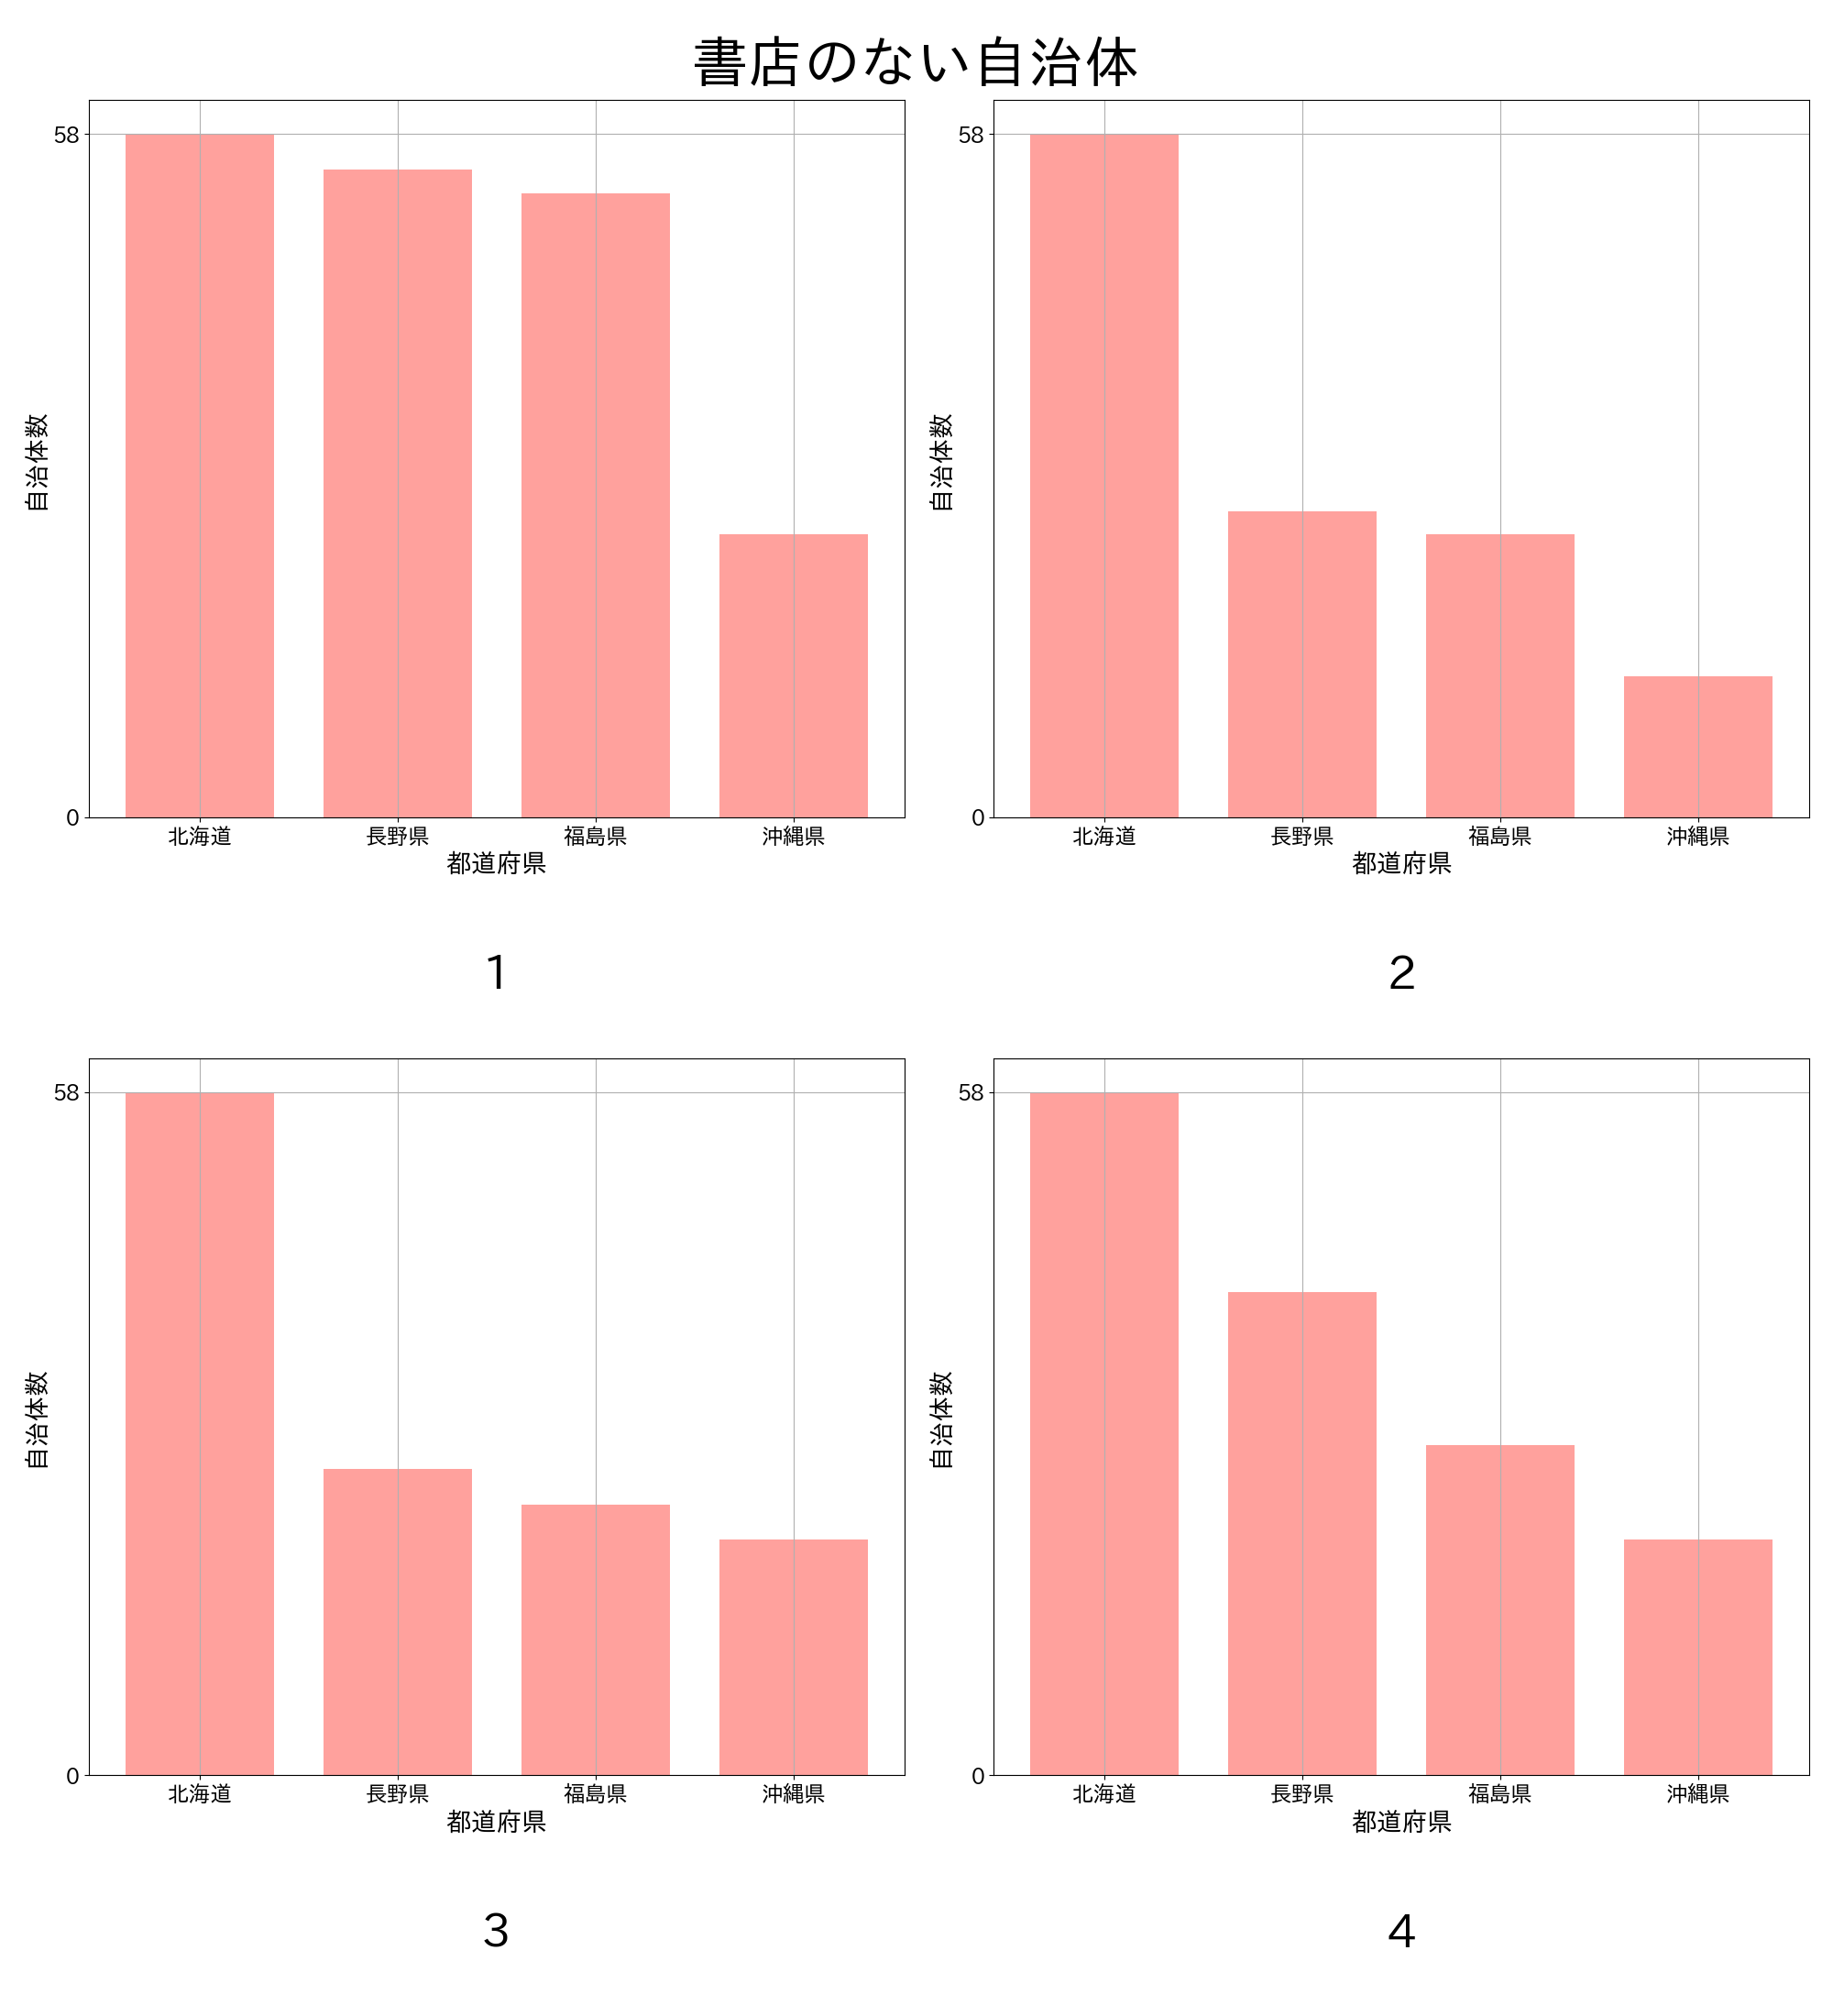 書店のない自治体
58
0
自治体数
北海道 長野県 福島県 沖縄県
都道府県
1
58
0
自治体数
北海道 長野県 福島県 沖縄県
都道府県
2
58
0
自治体数
北海道 長野県 福島県 沖縄県
都道府県
3
58
0
自治体数
北海道 長野県 福島県 沖縄県
都道府県
4